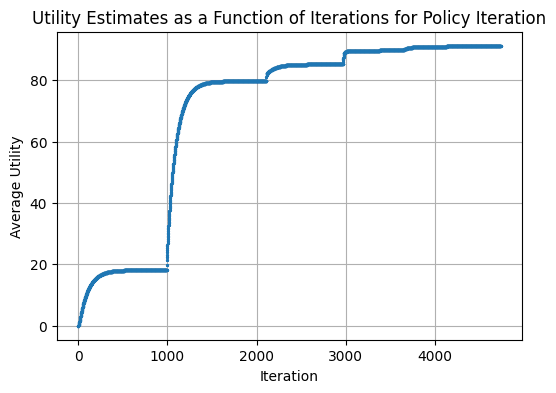 Utility Estimates as a Function of Iterations for Policy Iteration
Average Utility
80
60
40
20
0
0 1000 2000 3000 4000
Iteration